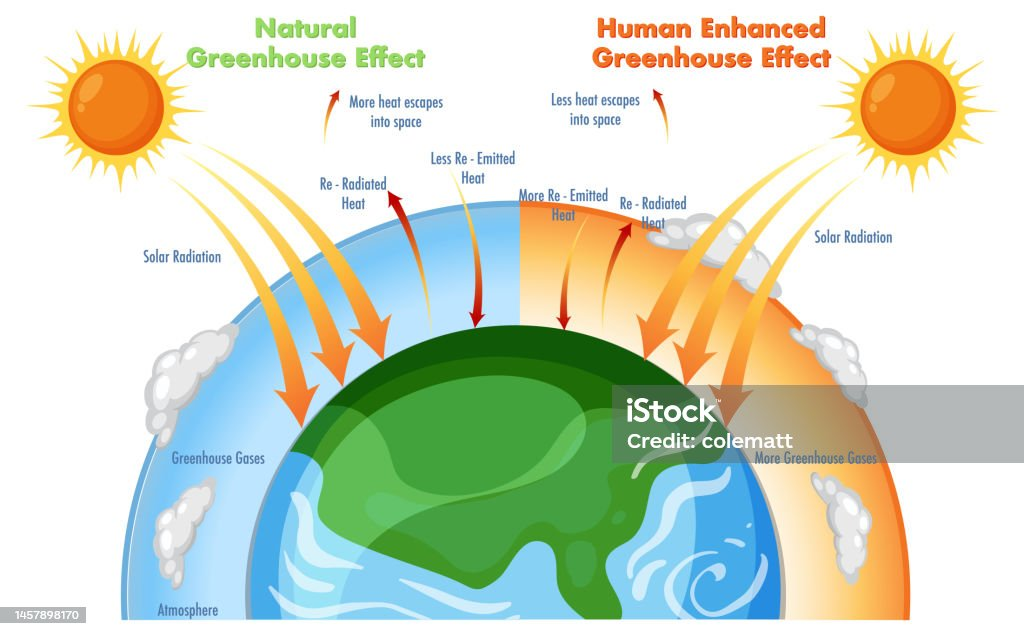 Natural
Greenhouse Effect
Human Enhanced
Greenhouse Effect
More heat escapes
into space
Less heat escapes
into space
Less Re - Emitted
Heat
Re - Radiated
Heat
More Re - Emitted
Heat
Re - Radiated
Heat
Solar Radiation
Solar Radiation
iStock™
Credit: colematt
Greenhouse Gases
More Greenhouse Gases
Atmosphere
1457898170